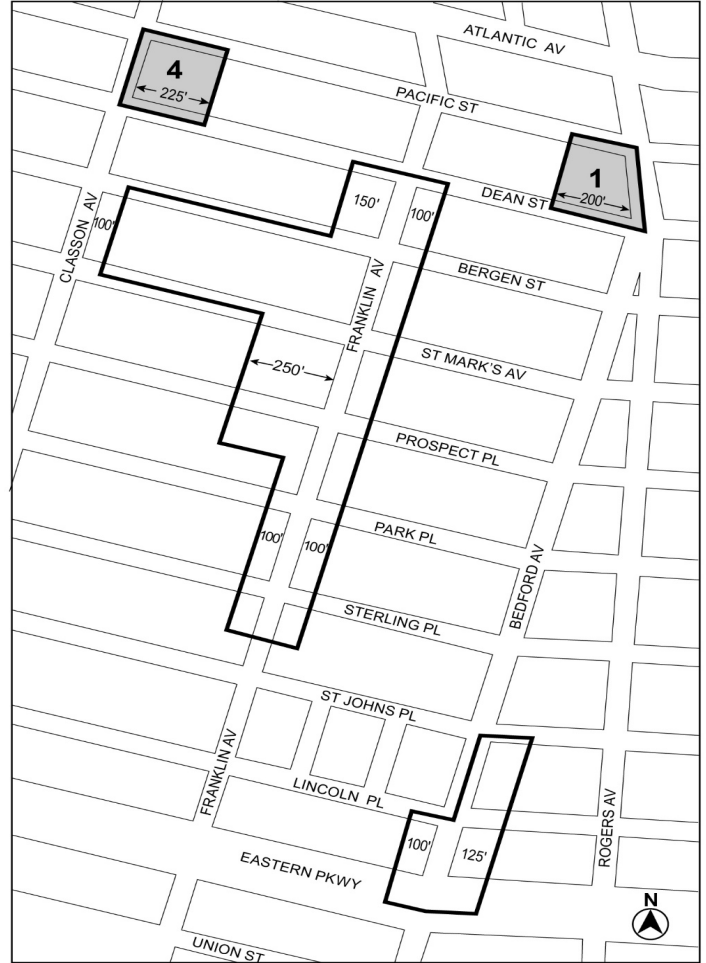 ATLANTIC AV
4
225'
PACIFIC ST
1
200'
DEAN ST
150'
100'
100'
CLASSON AV
BERGEN ST
FRANKLIN AV
ST MARK'S AV
250'
PROSPECT PL
PARK PL
100'
100'
BEDFORD AV
STERLING PL
ST JOHNS PL
FRANKLIN AV
LINCOLN PL
ROGERS AV
100'
125'
EASTERN PKWY
N
UNION ST